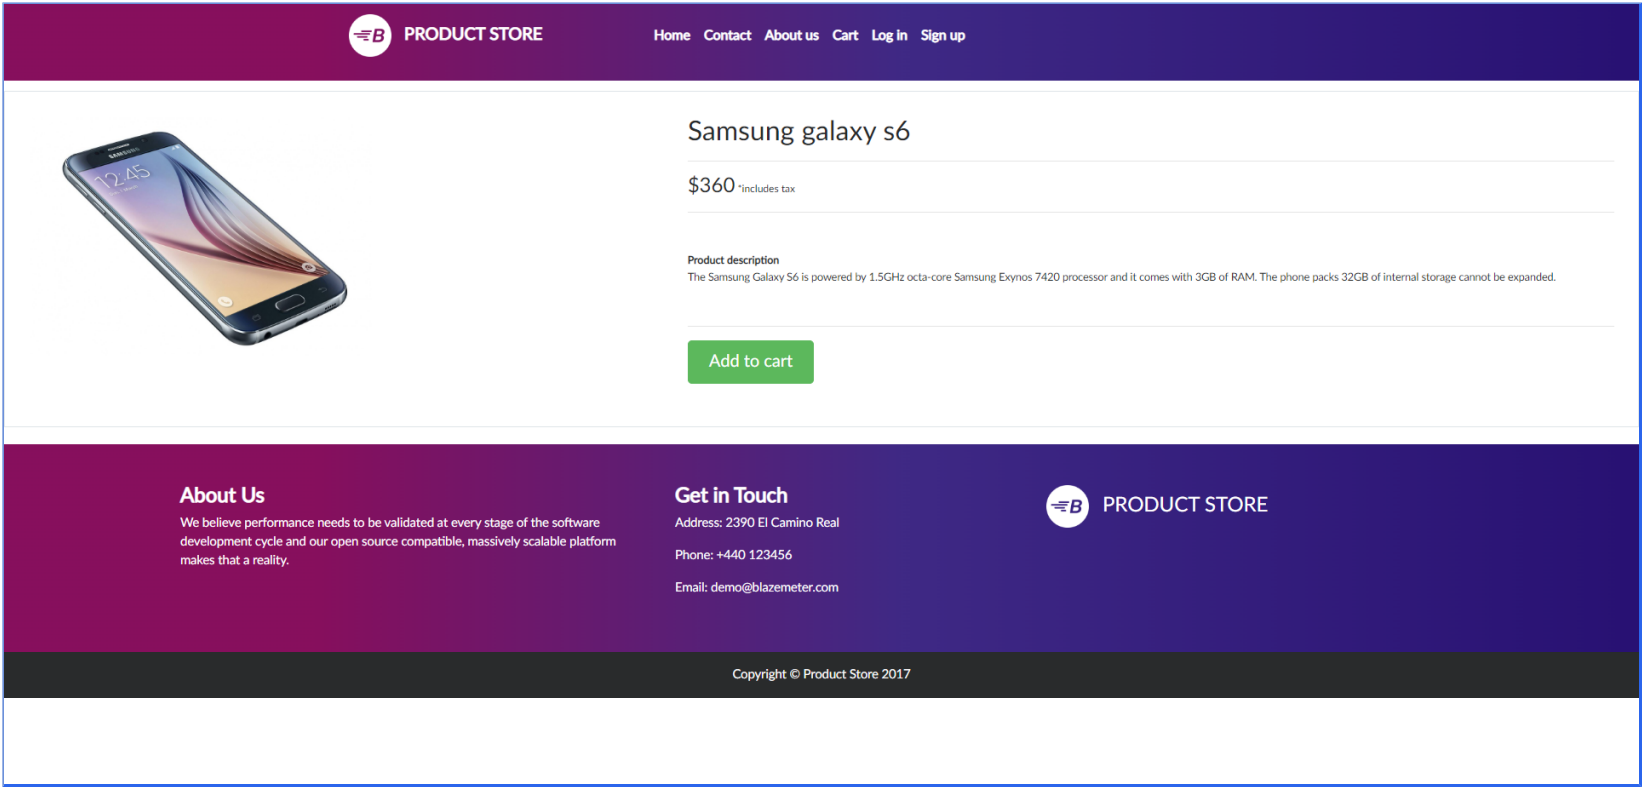 B PRODUCT STORE
Home Contact About us Cart Log in Sign up
SAMSUNG
12:45
Samsung galaxy s6
$360 *includes tax
Product description
The Samsung Galaxy S6 is powered by 1.5GHz octa-core Samsung Exynos 7420 processor and it comes with 3GB of RAM. The phone packs 32GB of internal storage cannot be expanded.
Add to cart
About Us
We believe performance needs to be validated at every stage of the software
development cycle and our open source compatible, massively scalable platform
makes that a reality.
Get in Touch
Address: 2390 El Camino Real
Phone: +440 123456
Email: demo@blazemeter.com
B PRODUCT STORE
Copyright © Product Store 2017